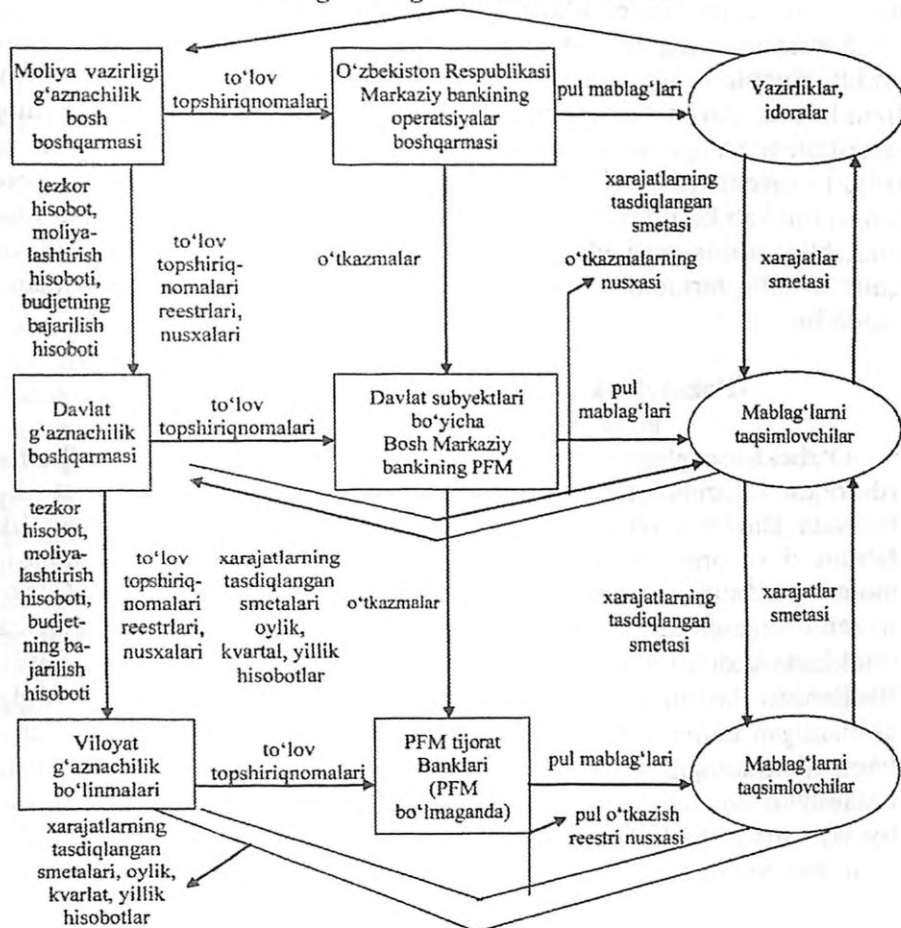 Moliya vazirligi
g‘aznachilik
bosh
boshqarmasi
to‘lov
topshiriqnomalari
O‘zbekiston Respublikasi
Markaziy bankining
operatsiyalar
boshqarmasi
pul mablag‘lari
Vazirliklar,
idoralar
tezkor
hisobot,
moliya-
lashtirish
hisoboti,
budjetning
bajarilish
hisoboti
to‘lov
topshiriq-
nomalari
reestrlari,
nusxalari
o‘tkazmalar
xarajatlarning
tasdiqlangan
smetasi
o‘tkazmalarning
nusxasi
xarajatlar
smetasi
Davlat
g‘aznachilik
boshqarmasi
to‘lov
topshiriqnomalari
Davlat subyektlari
bo‘yicha
Bosh Markaziy
bankining PFM
pul
mablag‘lari
Mablag‘larni
taqsimlovchilar
tezkor
hisobot,
moliya-
lashtirish
hisoboti,
budjet-
ning ba-
jarilish
hisoboti
to‘lov
topshiriq-
nomalari
reestrlari,
nusxalari
xarajatlarning
tasdiqlangan
smetalari
oylik,
kvartal, yillik
hisobotlar
o‘tkazmalar
xarajatlarning
tasdiqlangan
smetasi
xarajatlar
smetasi
Viloyat
g‘aznachilik
bo‘linmalari
to‘lov
topshiriqnomalari
PFM tijorat
Banklari
(PFM
bo‘lmaganda)
pul mablag‘lari
Mablag‘larni
taqsimlovchilar
pul o‘tkazish
reestri nusxasi
xarajatlarning
tasdiqlangan
smetalari, oylik,
kvarlat, yillik
hisobotlar